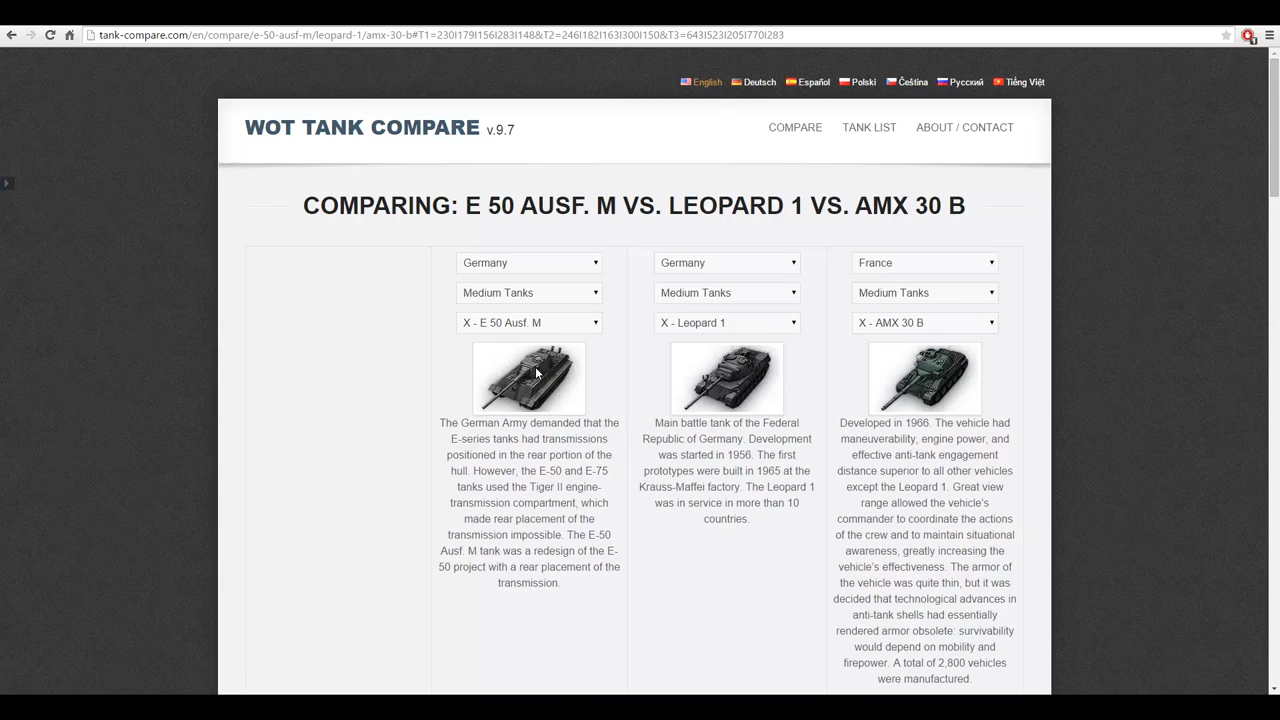 tank-compare.com/en/compare/e-50-ausf-m/leopard-1/amx-30-b#T1=230I179I156I283I148&T2=246I182I163I300I150&T3=643I523I205I770I283
English Deutsch Español Polski Čeština Русский Tiếng Việt
WOT TANK COMPARE v.9.7
COMPARE TANK LIST ABOUT / CONTACT
COMPARING: E 50 AUSF. M VS. LEOPARD 1 VS. AMX 30 B
Germany
Medium Tanks
X - E 50 Ausf. M
The German Army demanded that the
E-series tanks had transmissions
positioned in the rear portion of the
hull. However, the E-50 and E-75
tanks used the Tiger II engine-
transmission compartment, which
made rear placement of the
transmission impossible. The E-50
Ausf. M tank was a redesign of the E-
50 project with a rear placement of the
transmission.
Germany
Medium Tanks
X - Leopard 1
Main battle tank of the Federal
Republic of Germany. Development
was started in 1956. The first
prototypes were built in 1965 at the
Krauss-Maffei factory. The Leopard 1
was in service in more than 10
countries.
France
Medium Tanks
X - AMX 30 B
Developed in 1966. The vehicle had
maneuverability, engine power, and
effective anti-tank engagement
distance superior to all other vehicles
except the Leopard 1. Great view
range allowed the vehicle's
commander to coordinate the actions
of the crew and to maintain situational
awareness, greatly increasing the
vehicle's effectiveness. The armor of
the vehicle was quite thin, but it was
decided that technological advances in
anti-tank shells had essentially
rendered armor obsolete: survivability
would depend on mobility and
firepower. A total of 2,800 vehicles
were manufactured.